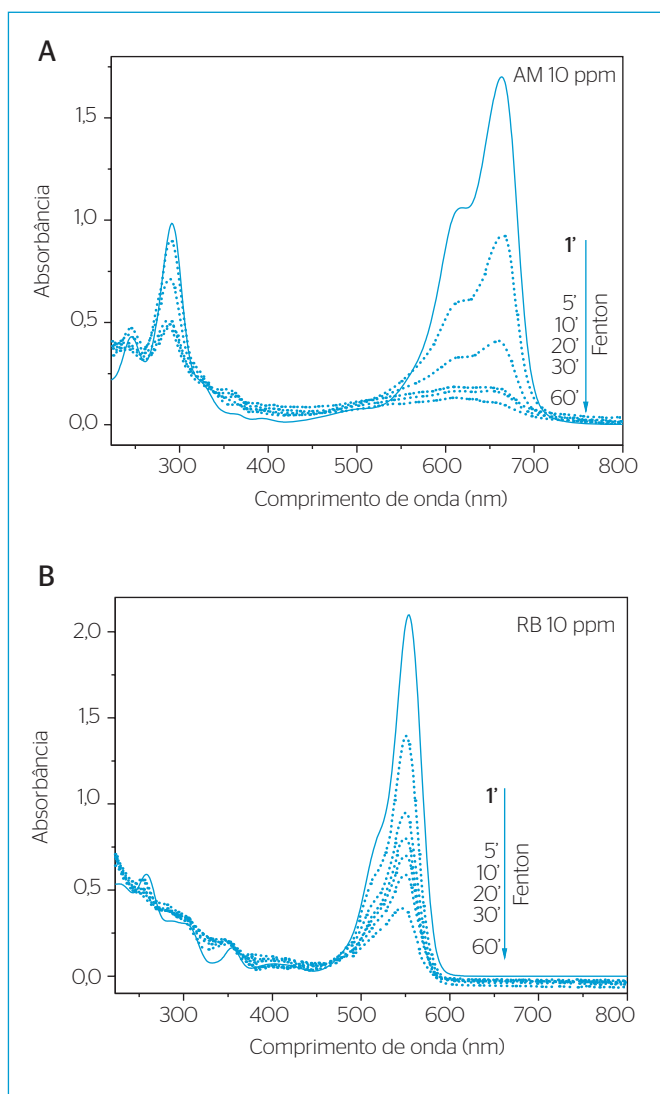 A
AM 10 ppm
Absorbância
1,5
1,0
0,5
0,0
1’
5’
10’
20’
30’
60’
Fenton
300 400 500 600 700 800
Comprimento de onda (nm)
B
RB 10 ppm
Absorbância
2,0
1,5
1,0
0,5
0,0
1’
5’
10’
20’
30’
60’
Fenton
300 400 500 600 700 800
Comprimento de onda (nm)